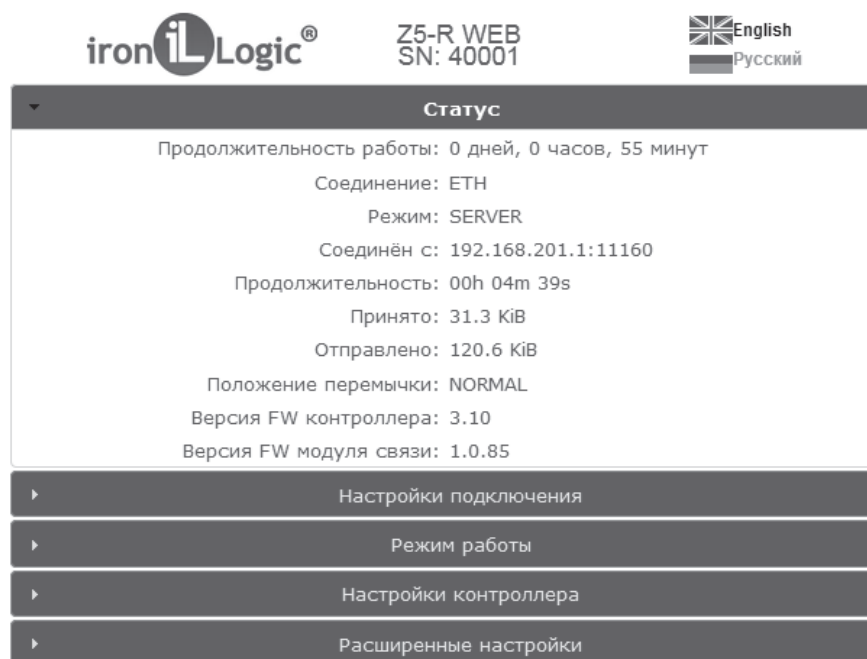 iron iL Logic®
Z5-R WEB
SN: 40001
English
Русский
Статус
Продолжительность работы: 0 дней, 0 часов, 55 минут
Соединение: ETH
Режим: SERVER
Соединён с: 192.168.201.1:11160
Продолжительность: 00h 04m 39s
Принято: 31.3 KiB
Отправлено: 120.6 KiB
Положение перемычки: NORMAL
Версия FW контроллера: 3.10
Версия FW модуля связи: 1.0.85
Настройки подключения
Режим работы
Настройки контроллера
Расширенные настройки